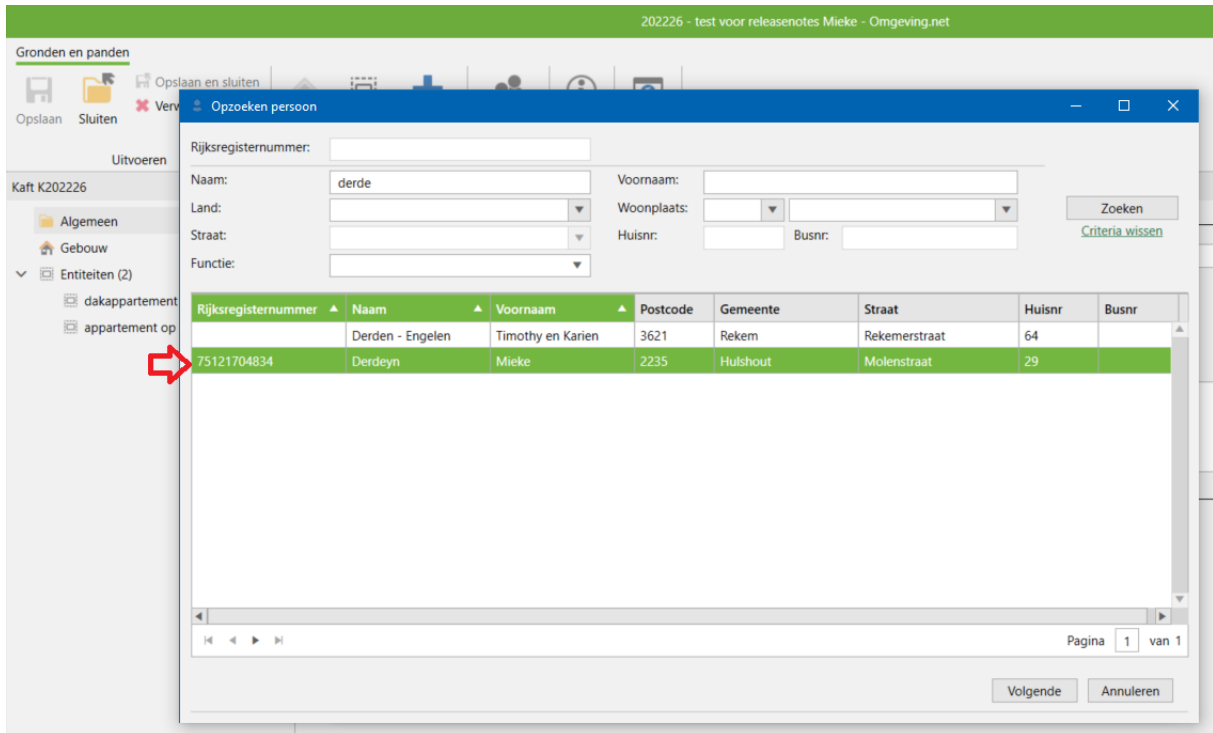 202226 - test voor releasenotes Mieke - Omgeving.net
Gronden en panden
Opslaan en sluiten
Opslaan Sluiten Verw
Uitvoeren
Kaft K202226
Algemeen
Gebouw
Entiteiten (2)
dakappartement
appartement op
Opzoeken persoon
Rijksregisternummer:
Naam: derde Voornaam:
Land: Woonplaats: Zoeken
Straat: Huisnr: Busnr: Criteria wissen
Functie:
Rijksregisternummer Naam Voornaam Postcode Gemeente Straat Huisnr Busnr
Derden - Engelen Timothy en Karien 3621 Rekem Rekemerstraat 64
75121704834 Derdeyn Mieke 2235 Hulshout Molenstraat 29
Pagina 1 van 1
Volgende Annuleren